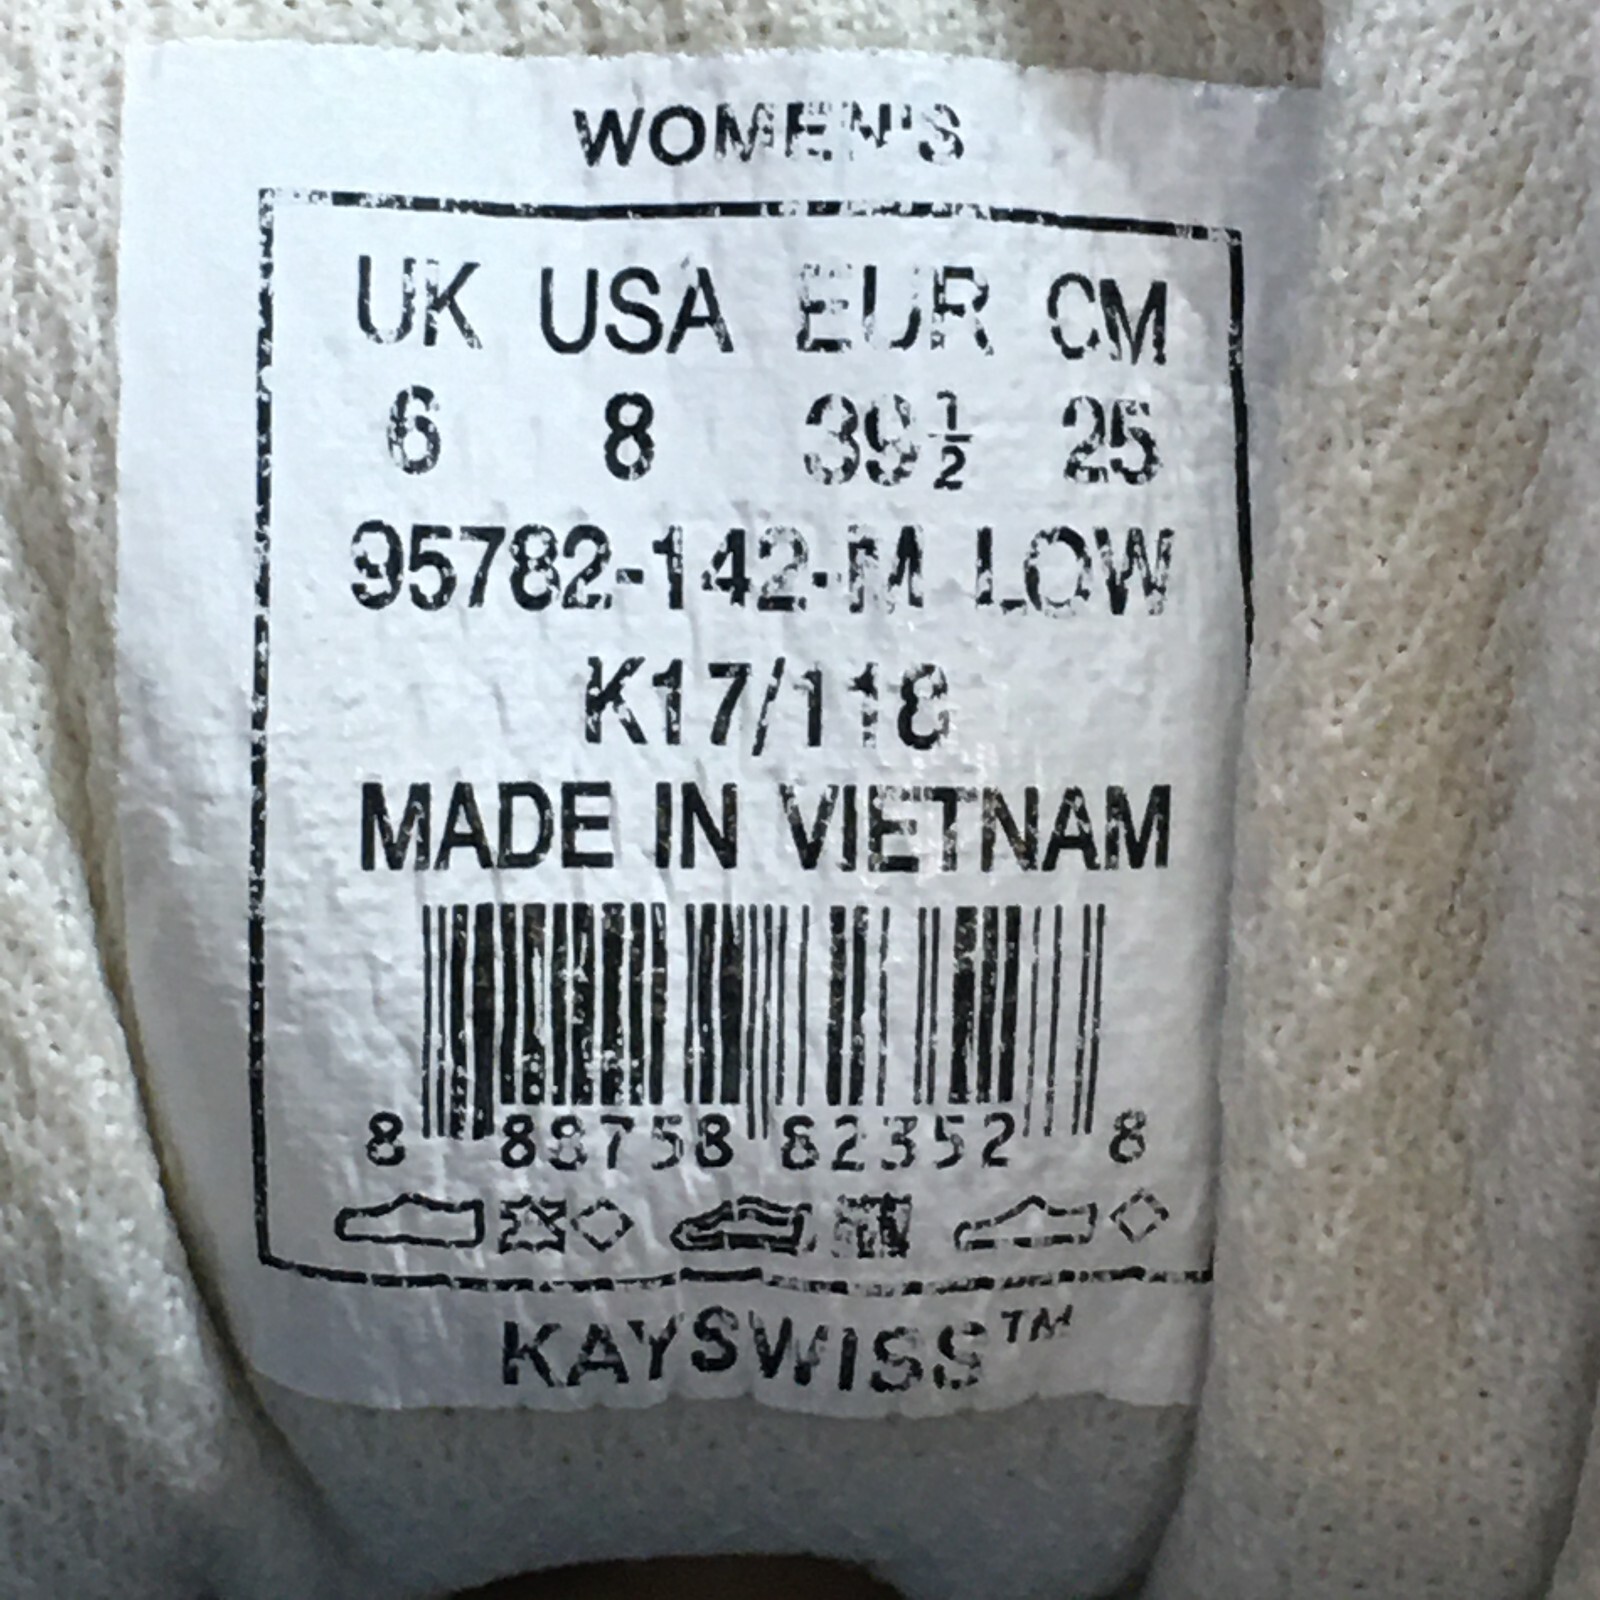 WOMEN'S
UK USA EUR CM
6 8 39½ 25
95782-142-M LOW
K17/118
MADE IN VIETNAM
8 88758 82352 8
KAYSWISS™